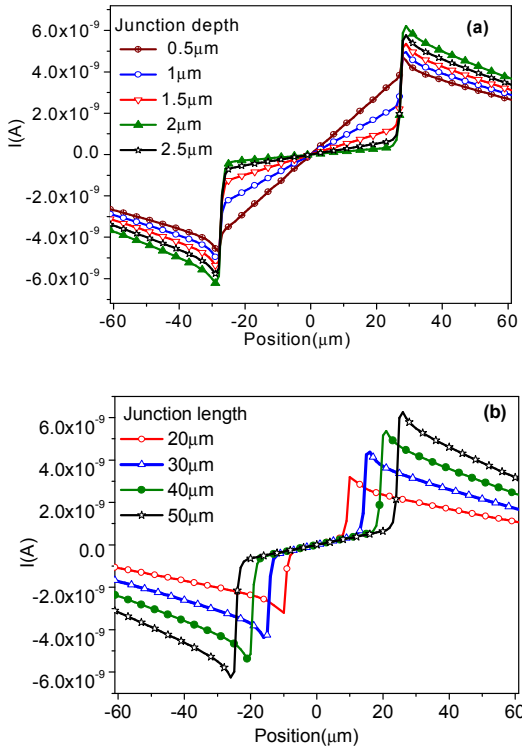 (a)
Junction depth
0.5μm
1μm
1.5μm
2μm
2.5μm
I(A)
6.0x10⁻⁹
4.0x10⁻⁹
2.0x10⁻⁹
0.0
-2.0x10⁻⁹
-4.0x10⁻⁹
-6.0x10⁻⁹
-60 -40 -20 0 20 40 60
Position(μm)
(b)
Junction length
20μm
30μm
40μm
50μm
I(A)
6.0x10⁻⁹
4.0x10⁻⁹
2.0x10⁻⁹
0.0
-2.0x10⁻⁹
-4.0x10⁻⁹
-6.0x10⁻⁹
-60 -40 -20 0 20 40 60
Position(μm)